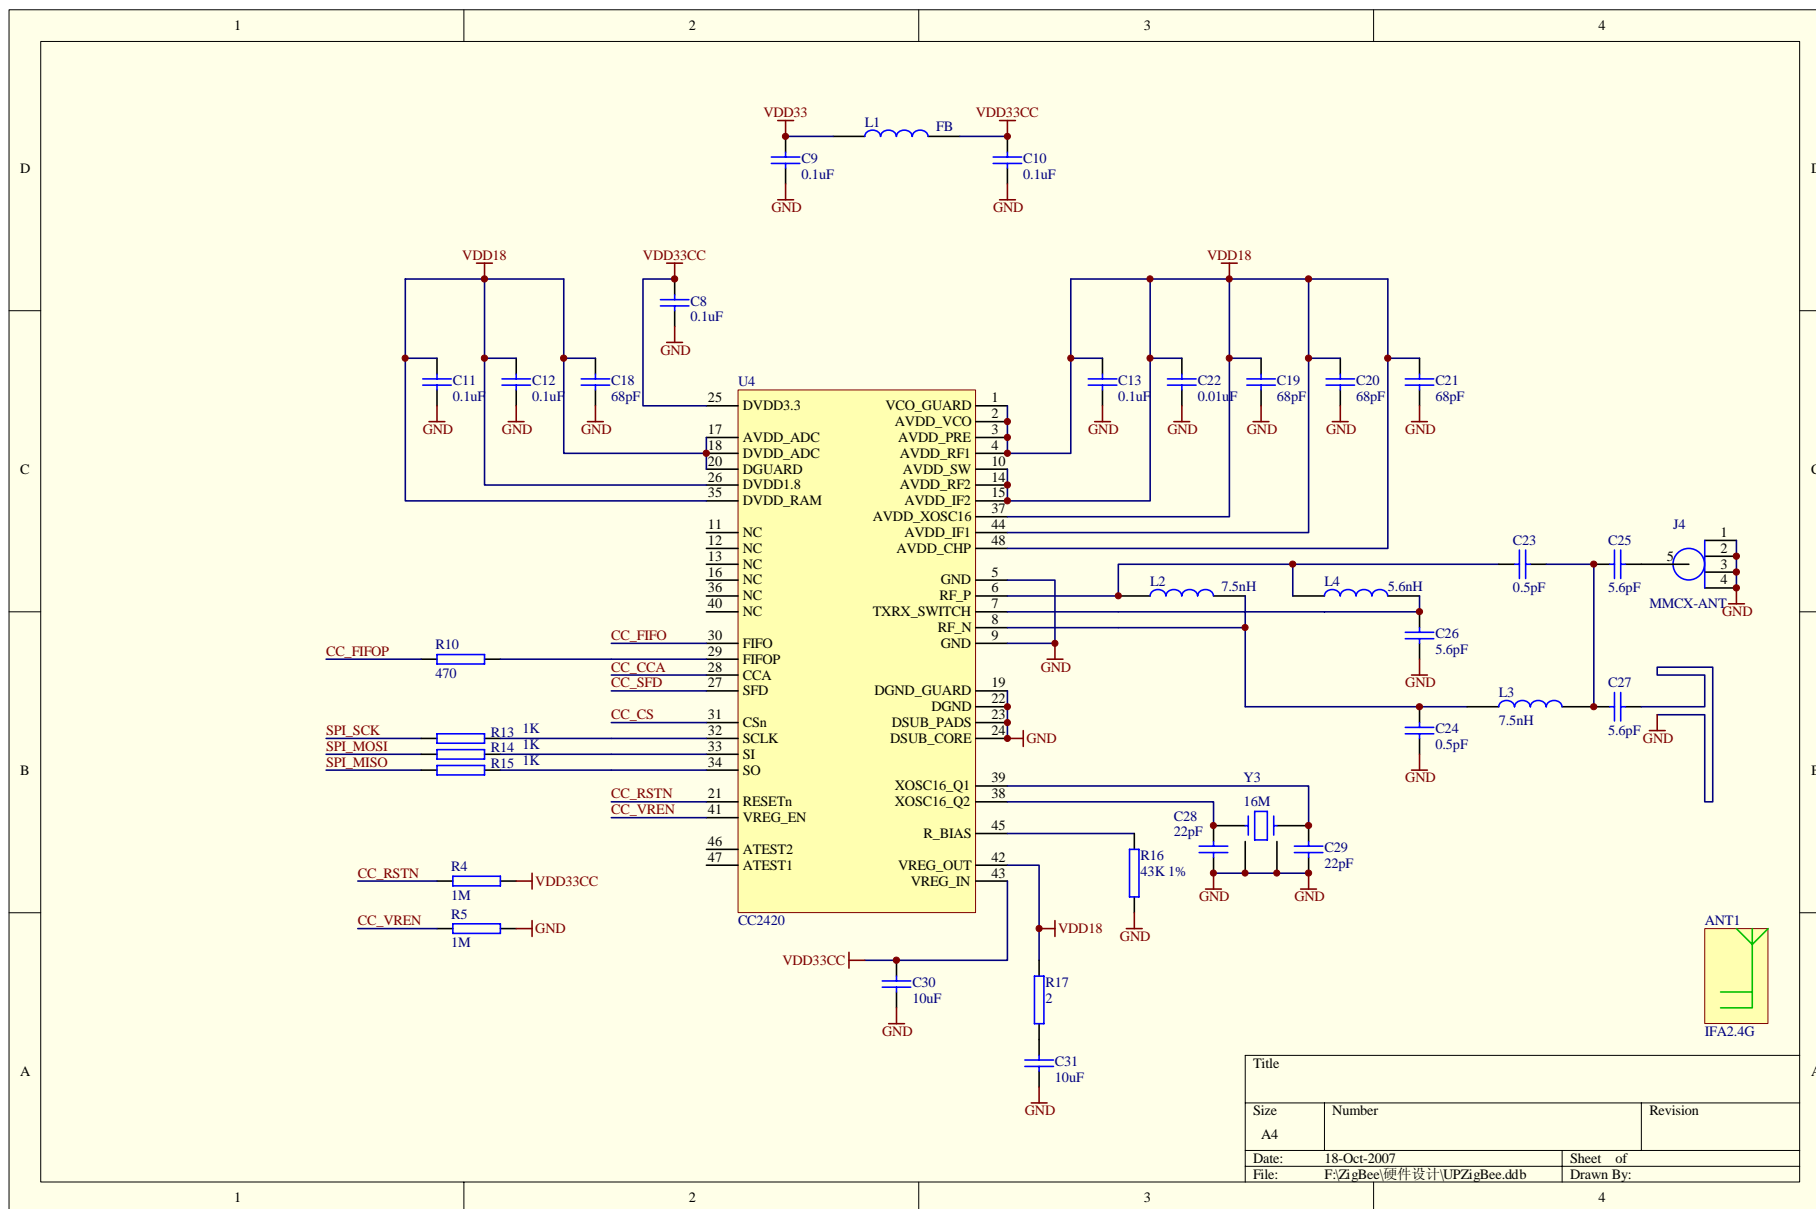 1 2 3 4
D
D
VDD33
L1
FB
VDD33CC
C9
0.1uF
GND
C10
0.1uF
GND
VDD18
VDD33CC
VDD18
C8
0.1uF
GND
C11
0.1uF
GND
C12
0.1uF
GND
C18
68pF
GND
C13
0.1uF
GND
C22
0.01uF
GND
C19
68pF
GND
C20
68pF
GND
C21
68pF
GND
C
C
U4
25 DVDD3.3
17 AVDD_ADC
18 DVDD_ADC
20 DGUARD
26 DVDD1.8
35 DVDD_RAM
11 NC
12 NC
13 NC
16 NC
36 NC
40 NC
CC_FIFO 30 FIFO
CC_FIFOP R10 470 29 FIFOP
CC_CCA 28 CCA
CC_SFD 27 SFD
CC_CS 31 CSn
SPI_SCK R13 1K 32 SCLK
SPI_MOSI R14 1K 33 SI
SPI_MISO R15 1K 34 SO
CC_RSTN 21 RESETn
CC_VREN 41 VREG_EN
46 ATEST2
47 ATEST1
VCO_GUARD 1
AVDD_VCO 2
AVDD_PRE 3
AVDD_RF1 4
AVDD_SW 10
AVDD_RF2 14
AVDD_IF2 15
AVDD_XOSC16 37
AVDD_IF1 44
AVDD_CHP 48
GND 5
RF_P 6
TXRX_SWITCH 7
RF_N 8
GND 9
GND
DGND_GUARD 19
DGND 22
DSUB_PADS 23
DSUB_CORE 24
GND
XOSC16_Q1 39
XOSC16_Q2 38
R_BIAS 45
VREG_OUT 42
VREG_IN 43
CC2420
L2
7.5nH
L4
5.6nH
C23
0.5pF
C25
5.6pF
J4
1
2
3
4
5
MMCX-ANT
GND
C26
5.6pF
GND
L3
7.5nH
C27
5.6pF
GND
C24
0.5pF
GND
B
B
Y3
16M
C28
22pF
GND
C29
22pF
GND
R16
43K 1%
GND
CC_RSTN R4 1M VDD33CC
CC_VREN R5 1M GND
VDD18
VDD33CC
C30
10uF
GND
R17
2
C31
10uF
GND
ANT1
IFA2.4G
A
A
Title
Size Number Revision
A4
Date: 18-Oct-2007 Sheet of
File: F:\ZigBee\硬件设计\UPZigBee.ddb Drawn By:
1 2 3 4